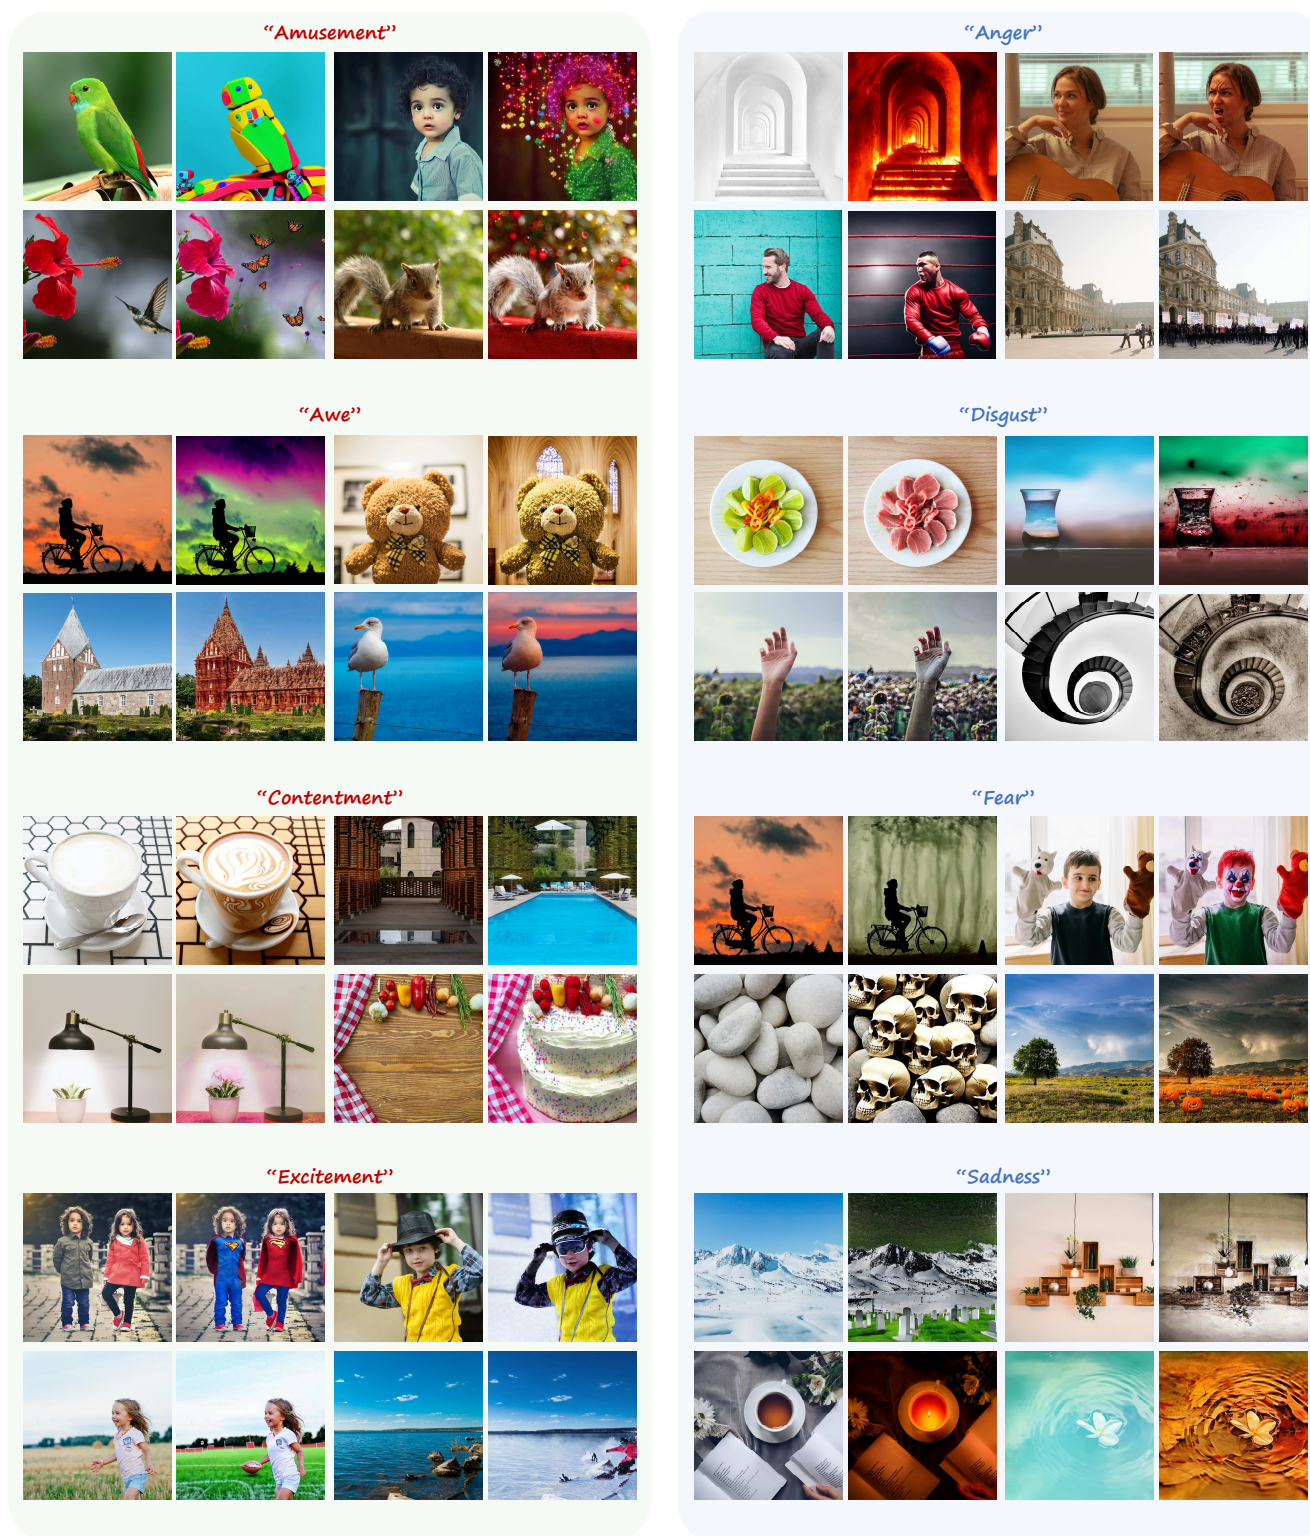 “Amusement”
“Awe”
“Contentment”
“Excitement”
“Anger”
“Disgust”
“Fear”
“Sadness”